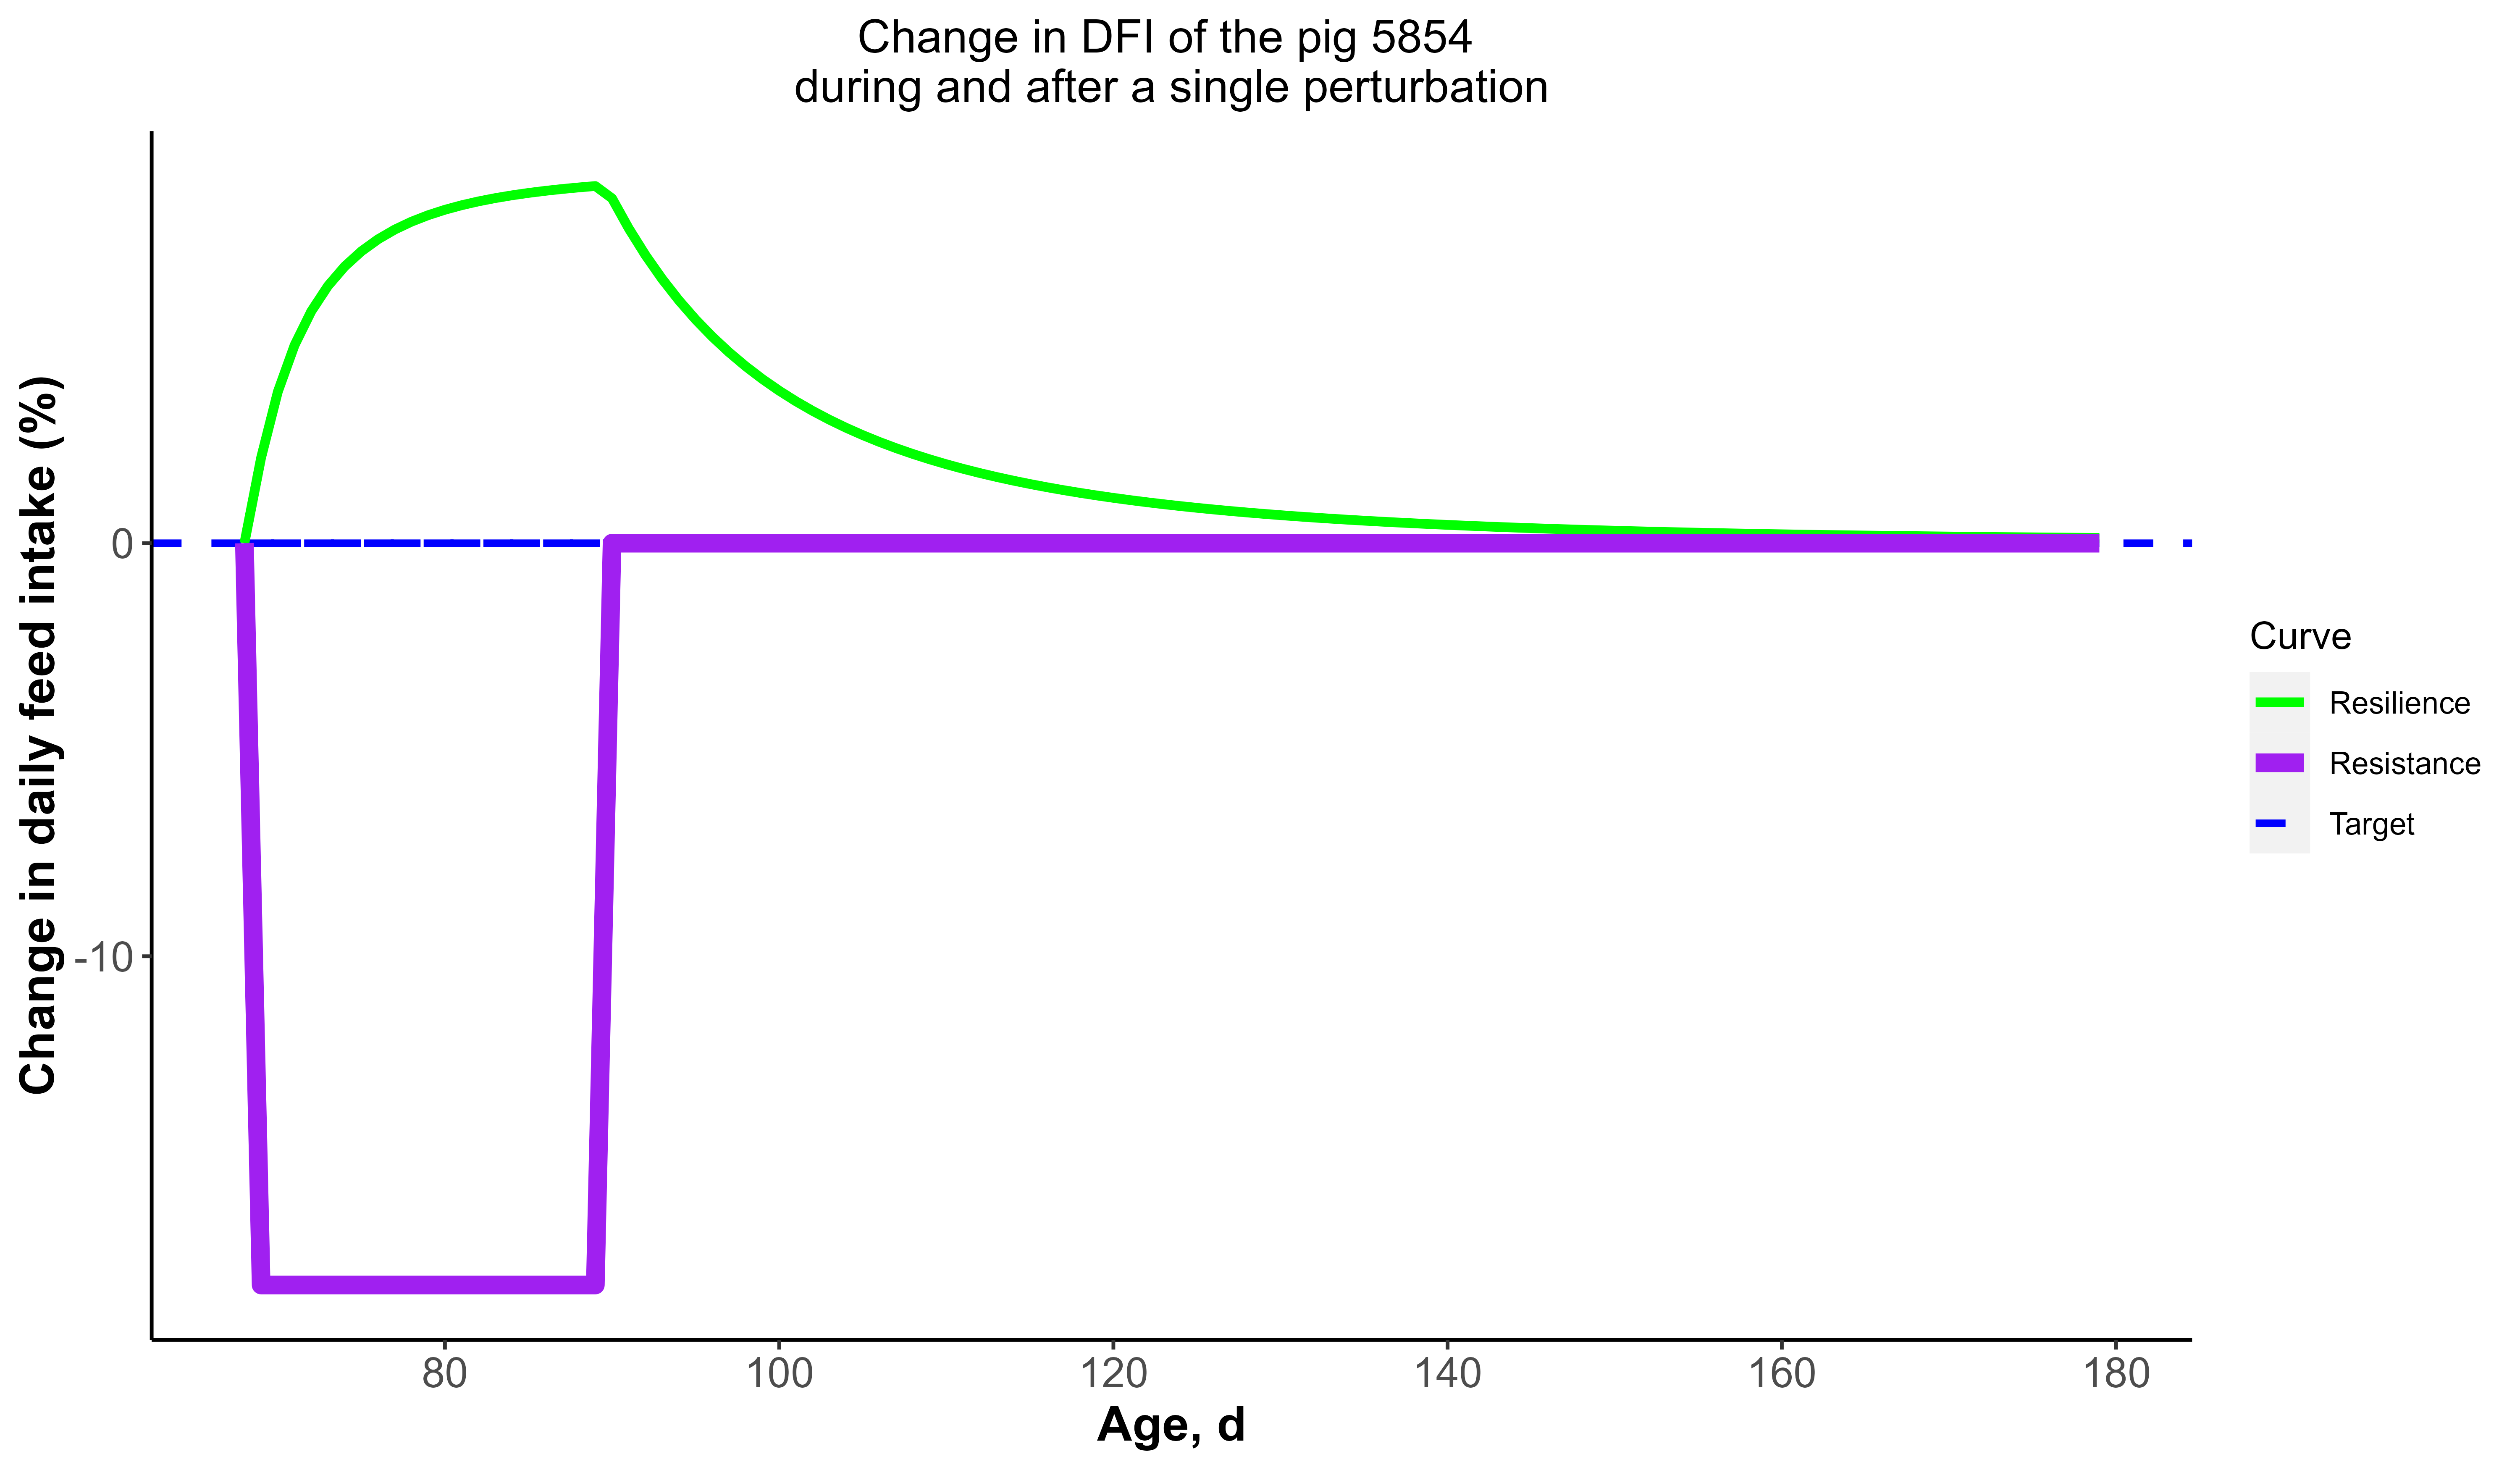 Change in DFI of the pig 5854
during and after a single perturbation
Change in daily feed intake (%)
0
-10
80
100
120
140
160
180
Age, d
Curve
Resilience
Resistance
Target